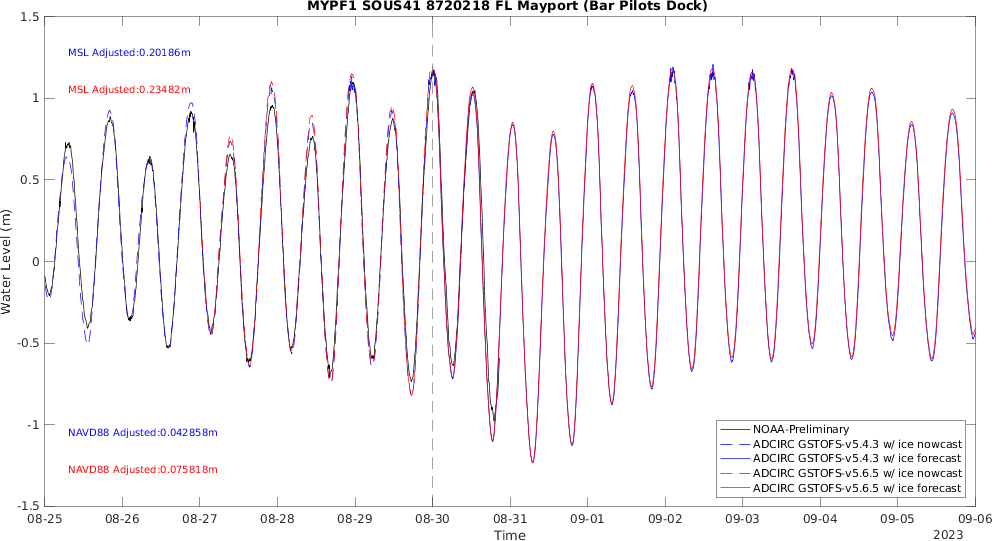 MYPF1 SOUS41 8720218 FL Mayport (Bar Pilots Dock)
1.5
1
0.5
0
-0.5
-1
-1.5
Water Level (m)
MSL Adjusted:0.20186m
MSL Adjusted:0.23482m
NAVD88 Adjusted:0.042858m
NAVD88 Adjusted:0.075818m
NOAA-Preliminary
ADCIRC GSTOFS-v5.4.3 w/ ice nowcast
ADCIRC GSTOFS-v5.4.3 w/ ice forecast
ADCIRC GSTOFS-v5.6.5 w/ ice nowcast
ADCIRC GSTOFS-v5.6.5 w/ ice forecast
08-25 08-26 08-27 08-28 08-29 08-30 08-31 09-01 09-02 09-03 09-04 09-05 09-06
Time
2023